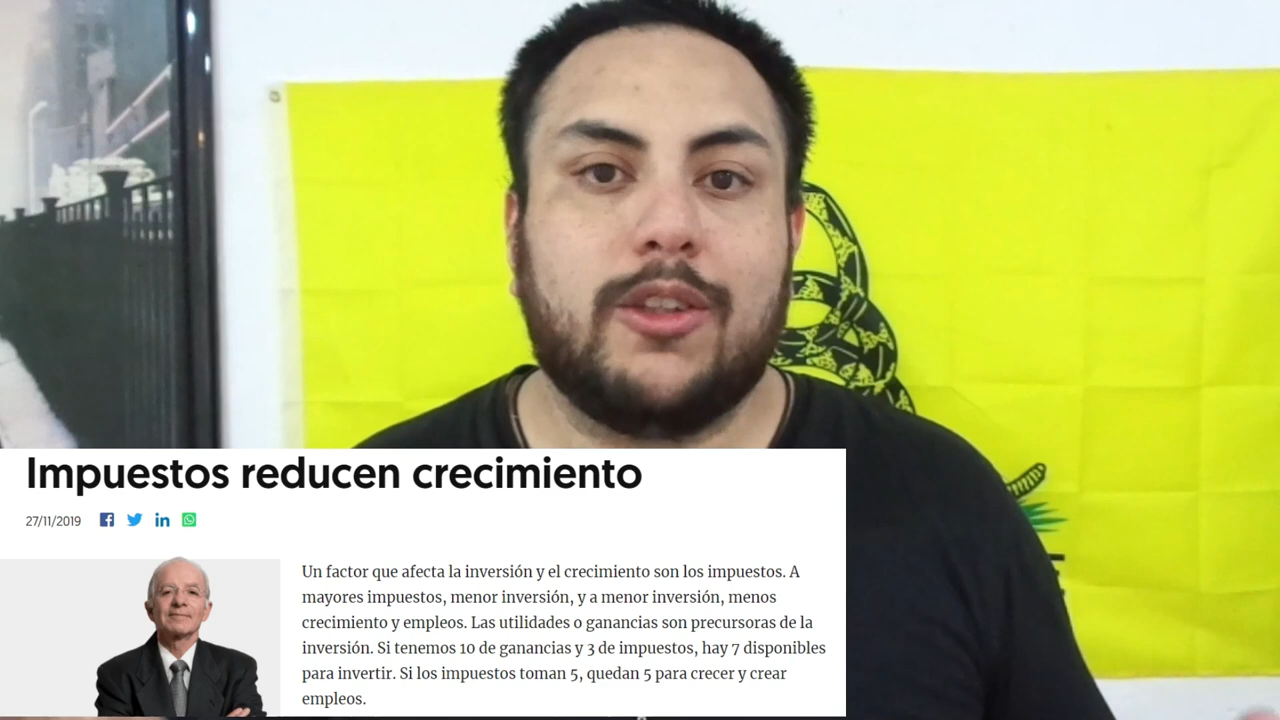 Impuestos reducen crecimiento
27/11/2019
Un factor que afecta la inversión y el crecimiento son los impuestos. A
mayores impuestos, menor inversión, y a menor inversión, menos
crecimiento y empleos. Las utilidades o ganancias son precursoras de la
inversión. Si tenemos 10 de ganancias y 3 de impuestos, hay 7 disponibles
para invertir. Si los impuestos toman 5, quedan 5 para crecer y crear
empleos.